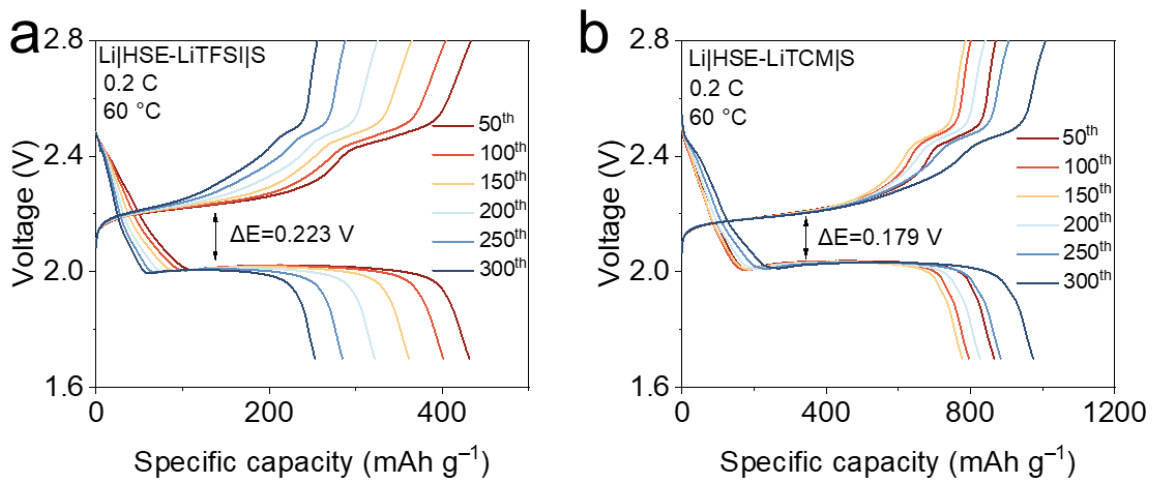 a
Li|HSE-LiTFSI||S
0.2 C
60 °C
ΔE=0.223 V
50th
100th
150th
200th
250th
300th
2.8
2.4
2.0
1.6
Voltage (V)
0
200
400
Specific capacity (mAh g⁻¹)
b
Li|HSE-LiTCM|S
0.2 C
60 °C
ΔE=0.179 V
50th
100th
150th
200th
250th
300th
2.8
2.4
2.0
1.6
Voltage (V)
0
400
800
1200
Specific capacity (mAh g⁻¹)